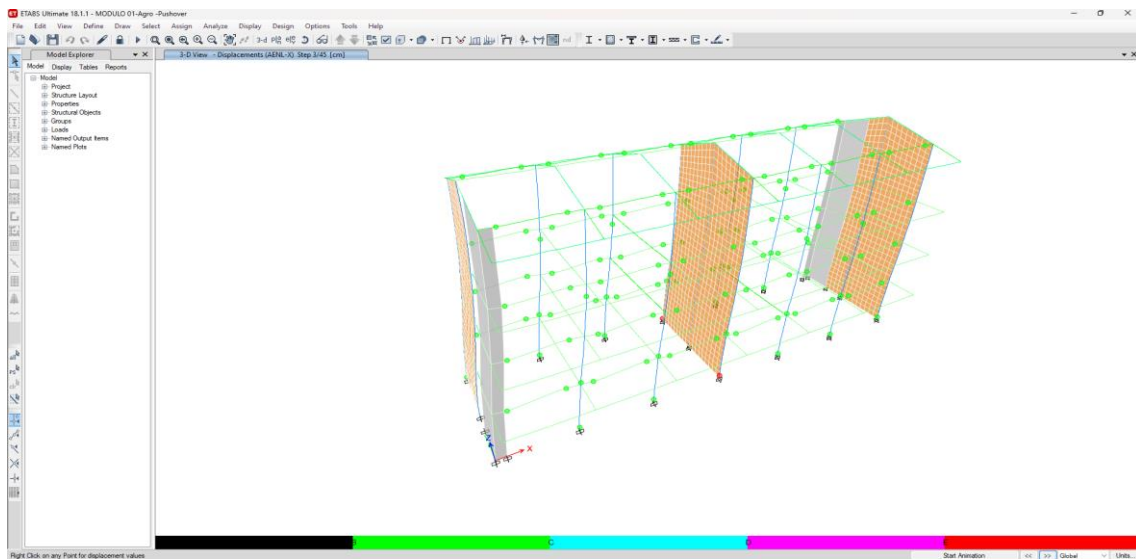 ETABS Ultimate 18.1.1 - MODULO 01-Agro -Pushover
File Edit View Define Draw Select Assign Analyze Display Design Options Tools Help
3-d
nd
Model Explorer
3-D View - Displacements (AENL-X) Step 3/45 [cm]
Model Display Tables Reports
Model
Project
Structure Layout
Properties
Structural Objects
Groups
Loads
Named Output Items
Named Plots
Z
X
B C D E
Right Click on any Point for displacement values
Start Animation << >> Global Units...